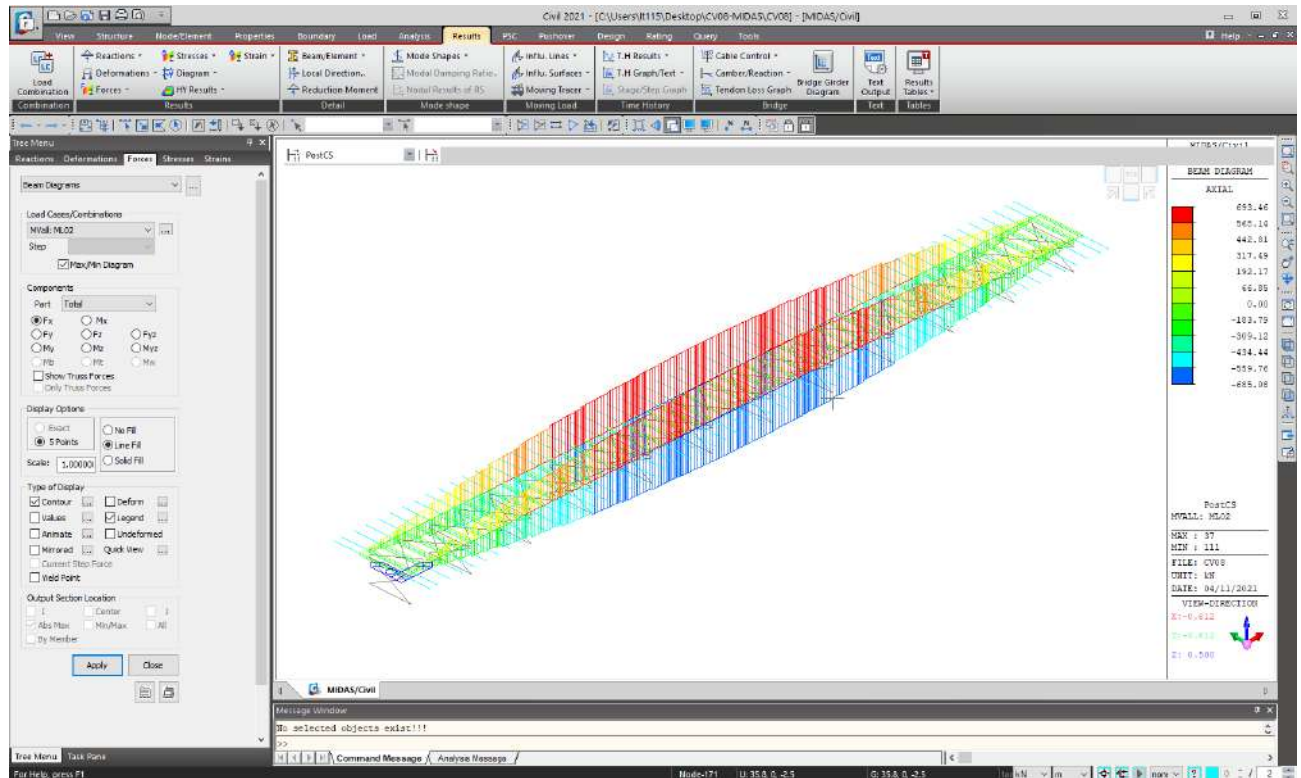 Civil 2021 - [C:\Users\lt115\Desktop\CV08-MIDAS\CV08] - [MIDAS/Civil]
View Structure Node/Element Properties Boundary Load Analysis Results PSC Pushover Design Rating Query Tools Help
Load Combination
Reactions
Deformations
Forces
Stresses
Diagram
HY Results
Strain
Beam/Element
Local Direction..
Reduction Moment
Mode Shapes
Modal Damping Ratio..
Nodal Results of RS
Influ. Lines
Influ. Surfaces
Moving Tracer
T.H Results
T.H Graph/Text
Stage/Step Graph
Cable Control
Camber/Reaction
Tendon Loss Graph
Bridge Girder Diagram
Text Output
Results Tables
Combination Results Detail Mode shape Moving Load Time History Bridge Text Tables
Tree Menu
Reactions Deformations Forces Stresses Strains
Beam Diagrams
Load Cases/Combinations
MVall: ML02
Step
Max/Min Diagram
Components
Part Total
Fx Mx
Fy Fz Fyz
My Mz Myz
Mb Mt Mw
Show Truss Forces
Only Truss Forces
Display Options
Exact
5 Points
No Fill
Line Fill
Solid Fill
Scale: 1.00000
Type of Display
Contour Deform
Values Legend
Animate Undeformed
Mirrored Quick View
Current Step Force
Yield Point
Output Section Location
I Center J
Abs Max Min/Max All
By Member
Apply Close
Tree Menu Task Pane
PostCS
MIDAS/Civil
BEAM DIAGRAM
AXIAL
693.46
568.14
442.81
317.49
192.17
66.85
0.00
-183.79
-309.12
-434.44
-559.76
-685.08
PostCS
MVALL: ML02
MAX : 37
MIN : 111
FILE: CV08
UNIT: kN
DATE: 04/11/2021
VIEW-DIRECTION
X:-0.612
Z: 0.500
MIDAS/Civil
Message Window
No selected objects exist!!!
>>
Command Message Analysis Message
For Help, press F1
Node-171 U: 35.8, 0, -2.5 G: 35.8, 0, -2.5 kN m non 2